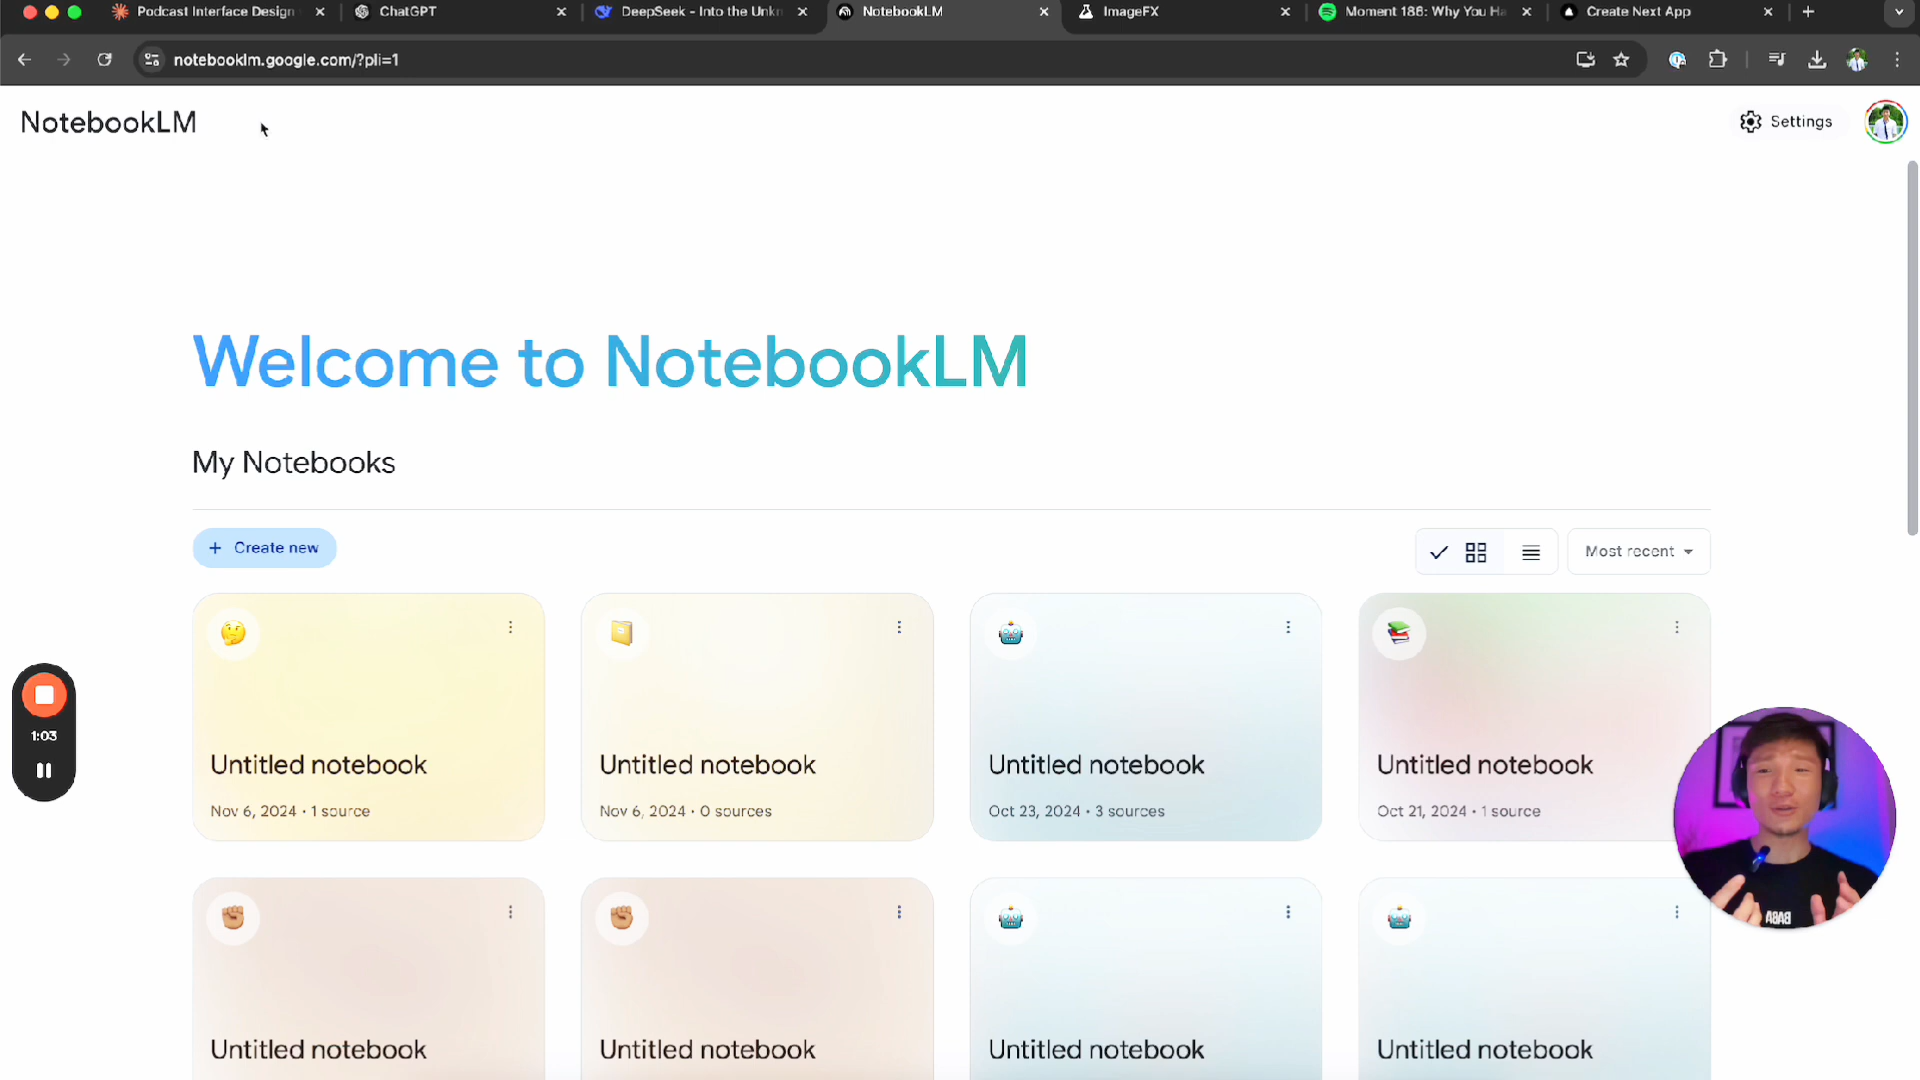 Podcast Interface Design
ChatGPT
DeepSeek - Into the Unkn
NotebookLM
ImageFX
Moment 186: Why You Ha
Create Next App
notebooklm.google.com/?pli=1
NotebookLM
Settings
Welcome to NotebookLM
My Notebooks
+ Create new
Most recent
Untitled notebook
Nov 6, 2024 • 1 source
Untitled notebook
Nov 6, 2024 • 0 sources
Untitled notebook
Oct 23, 2024 • 3 sources
Untitled notebook
Oct 21, 2024 • 1 source
1:03
Untitled notebook
Untitled notebook
Untitled notebook
Untitled notebook